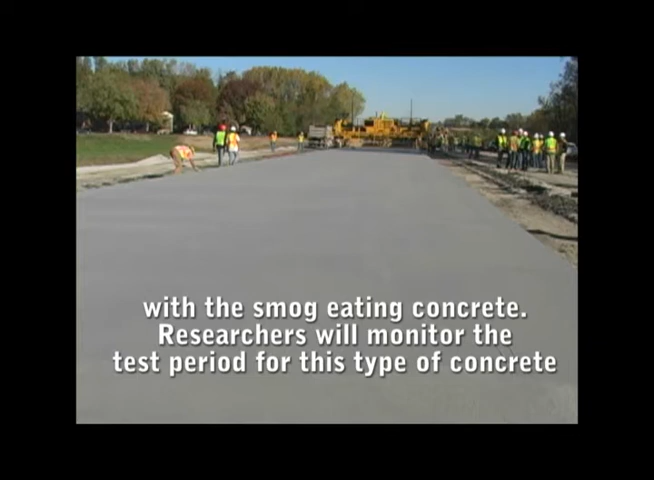 with the smog eating concrete.
Researchers will monitor the
test period for this type of concrete